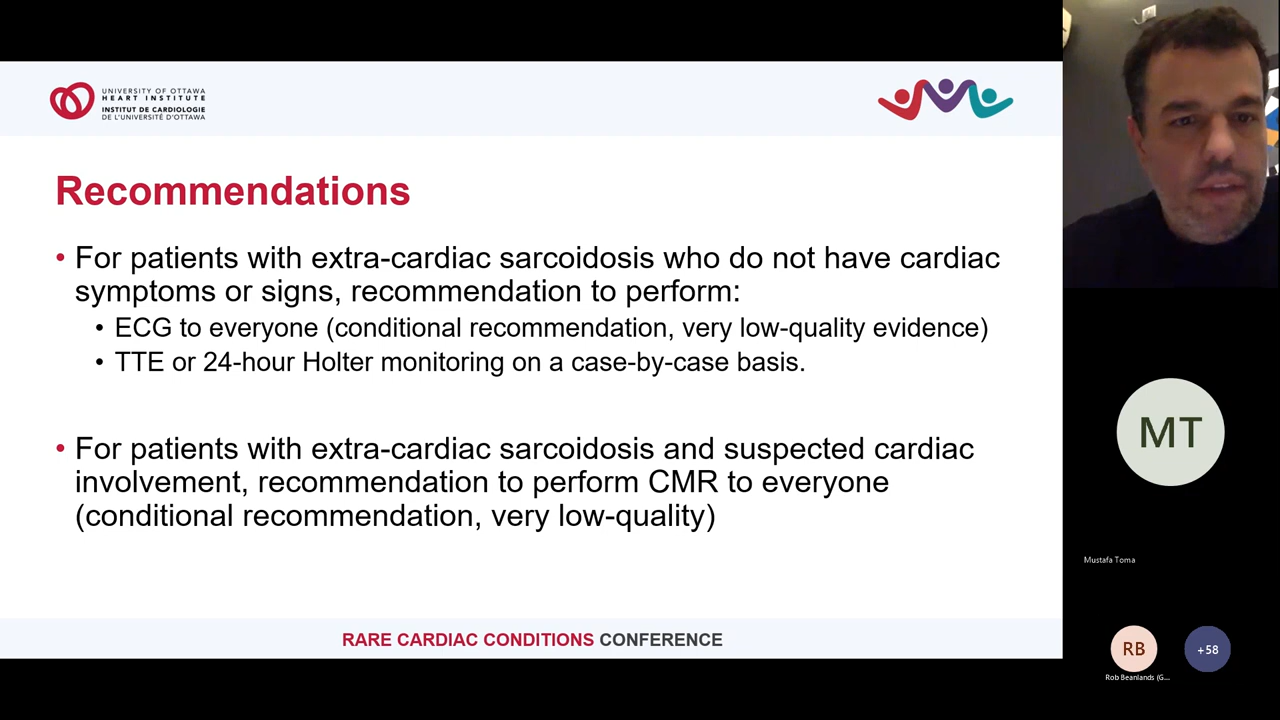 UNIVERSITY OF OTTAWA
HEART INSTITUTE
INSTITUT DE CARDIOLOGIE
DE L'UNIVERSITÉ D'OTTAWA
Recommendations
• For patients with extra-cardiac sarcoidosis who do not have cardiac
symptoms or signs, recommendation to perform:
• ECG to everyone (conditional recommendation, very low-quality evidence)
• TTE or 24-hour Holter monitoring on a case-by-case basis.
• For patients with extra-cardiac sarcoidosis and suspected cardiac
involvement, recommendation to perform CMR to everyone
(conditional recommendation, very low-quality)
RARE CARDIAC CONDITIONS CONFERENCE
MT
Mustafa Toma
RB
+58
Rob Beanlands (G...